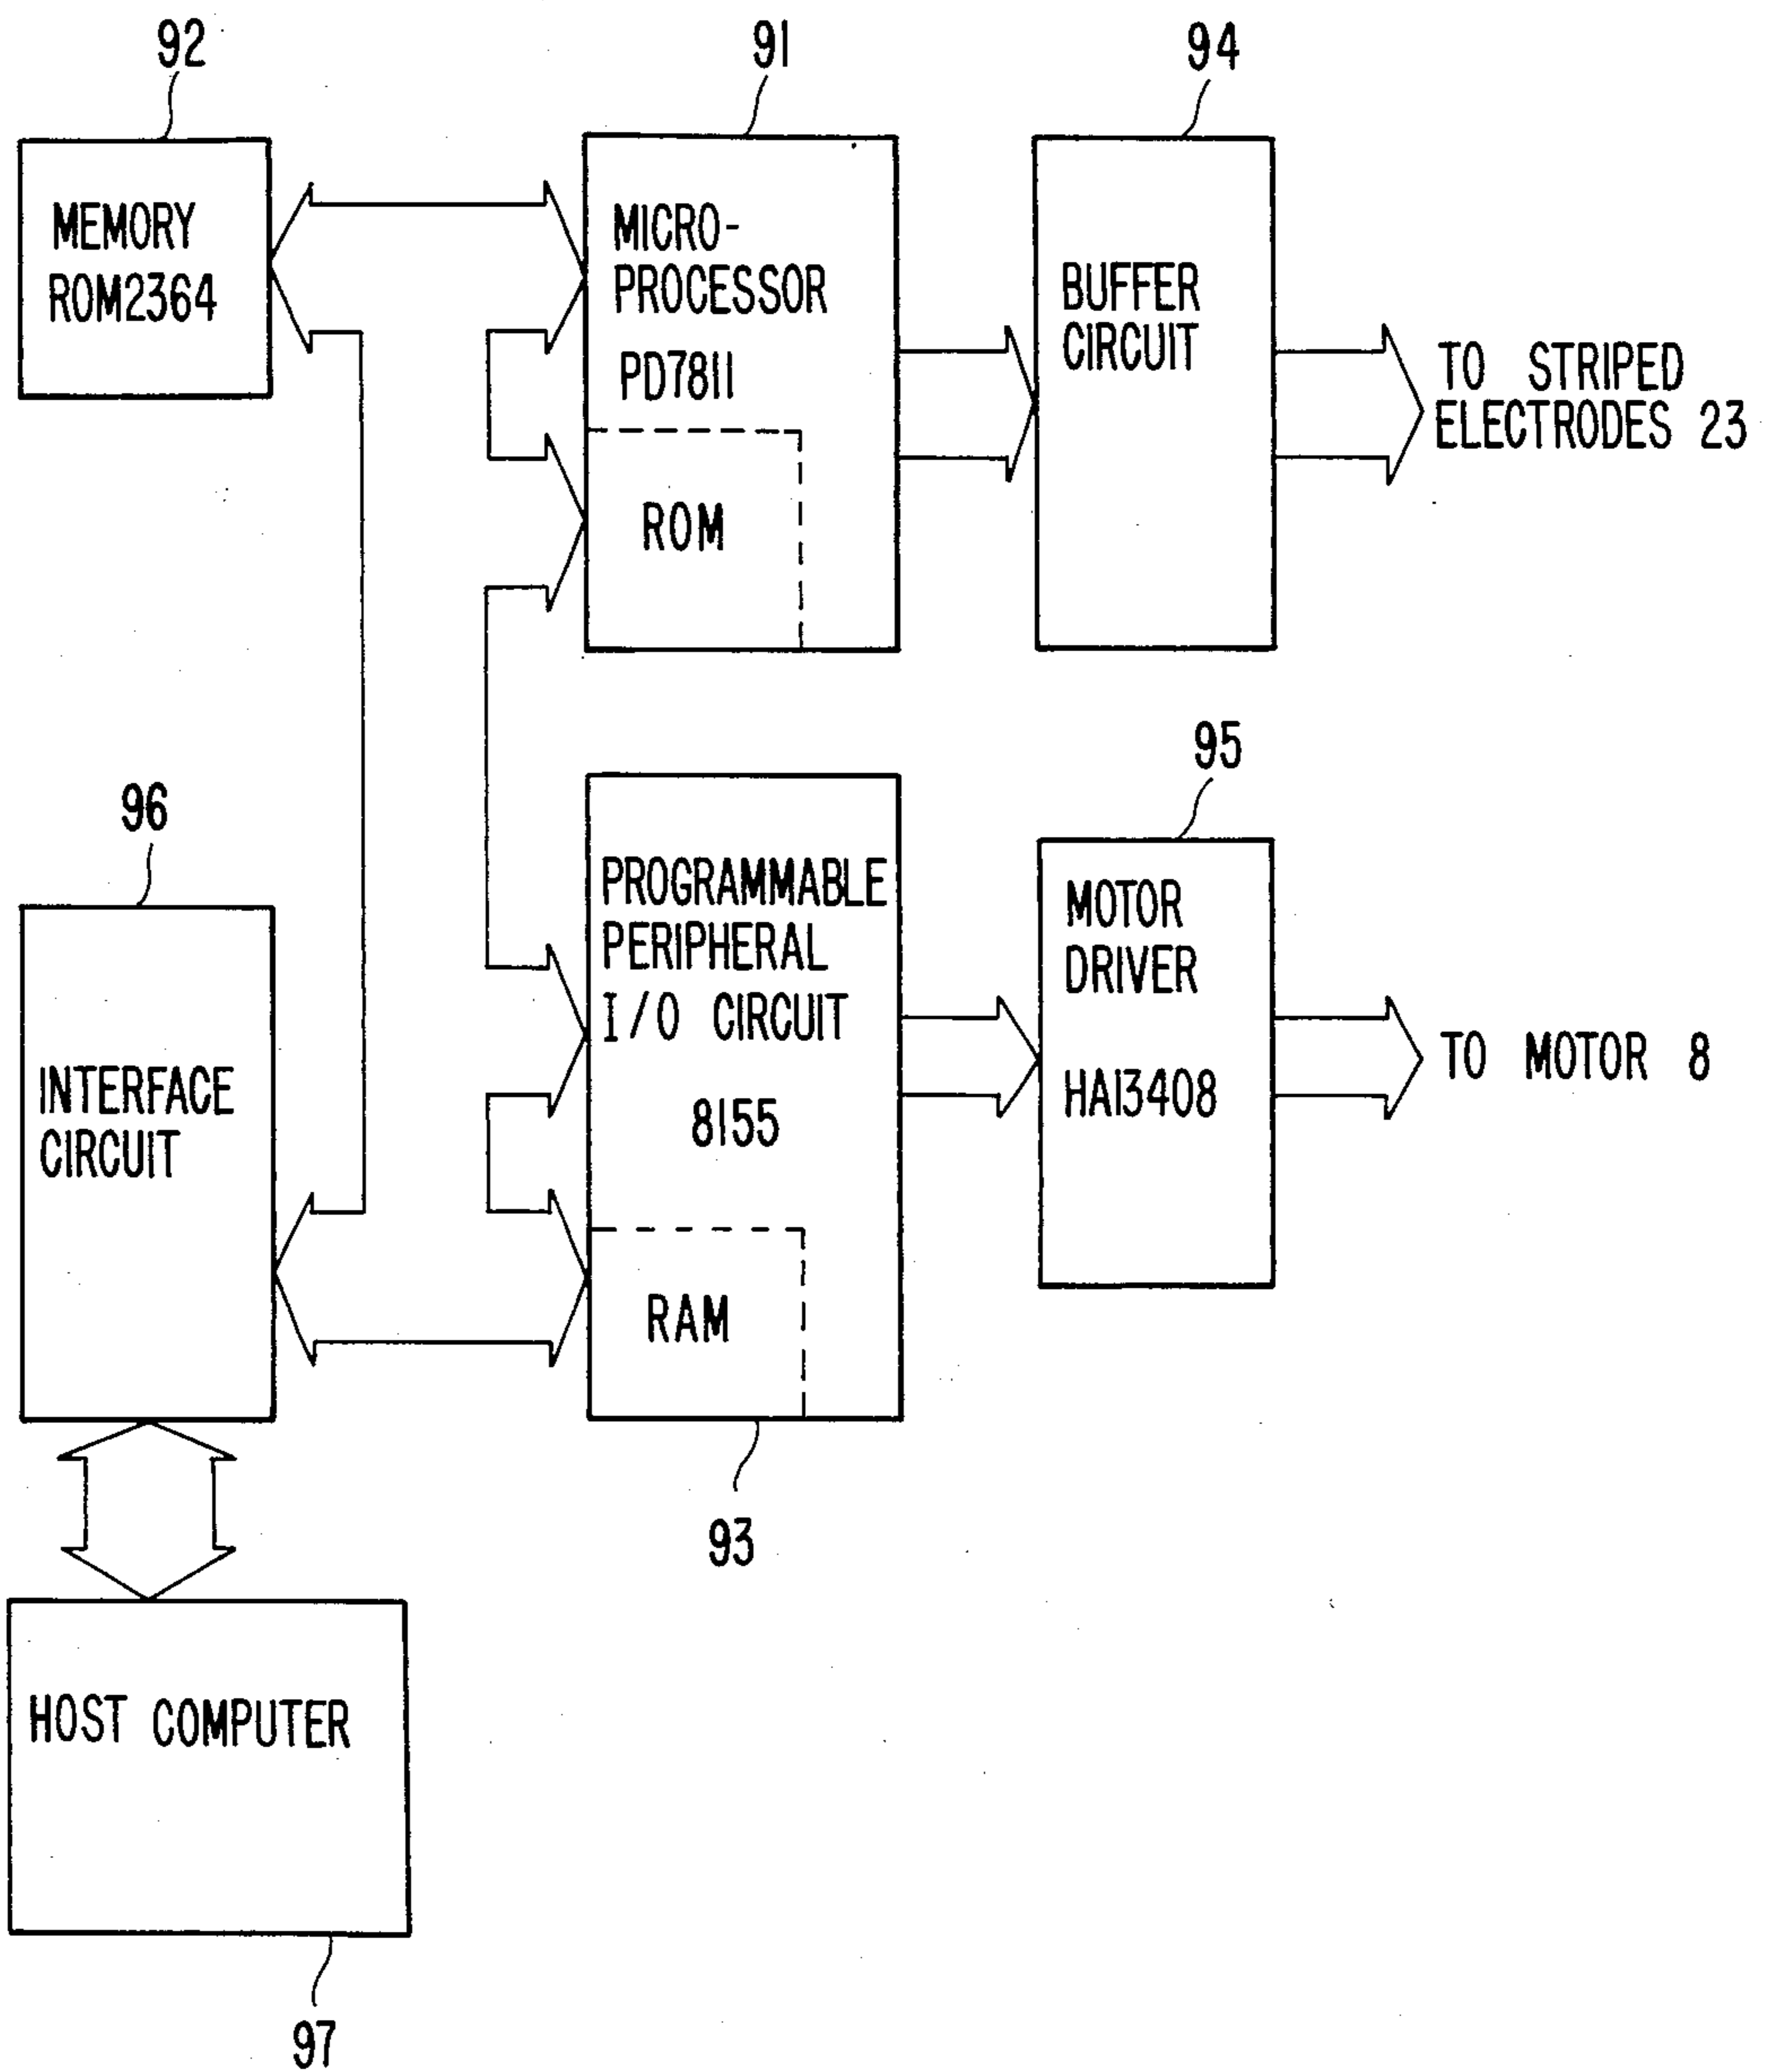 92
91
94
MEMORY
ROM2364
MICRO-
PROCESSOR
PD7811
ROM
BUFFER
CIRCUIT
TO STRIPED
ELECTRODES 23
96
95
INTERFACE
CIRCUIT
PROGRAMMABLE
PERIPHERAL
I/O CIRCUIT
8155
RAM
MOTOR
DRIVER
HA13408
TO MOTOR 8
93
HOST COMPUTER
97